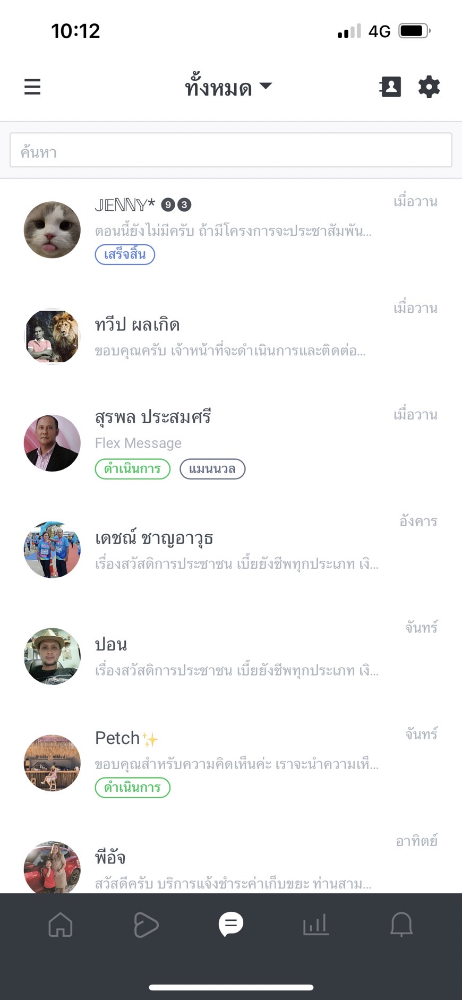 10:12
4G
ทั้งหมด
ค้นหา
𝕁𝔼ℕℕ𝕐* ❾❸
เมื่อวาน
ตอนนี้ยังไม่มีครับ ถ้ามีโครงการจะประชาสัมพัน...
เสร็จสิ้น
ทวีป ผลเกิด
เมื่อวาน
ขอบคุณครับ เจ้าหน้าที่จะดำเนินการและติดต่อ...
สุรพล ประสมศรี
เมื่อวาน
Flex Message
ดำเนินการ
แมนนวล
เดชณ์ ชาญอาวุธ
อังคาร
เรื่องสวัสดิการประชาชน เบี้ยยังชีพทุกประเภท เงิ...
ปอน
จันทร์
เรื่องสวัสดิการประชาชน เบี้ยยังชีพทุกประเภท เงิ...
Petch✨
จันทร์
ขอบคุณสำหรับความคิดเห็นค่ะ เราจะนำความเห็...
ดำเนินการ
พี่อัจ
อาทิตย์
สวัสดีครับ บริการแจ้งชำระค่าเก็บขยะ ท่านสาม...